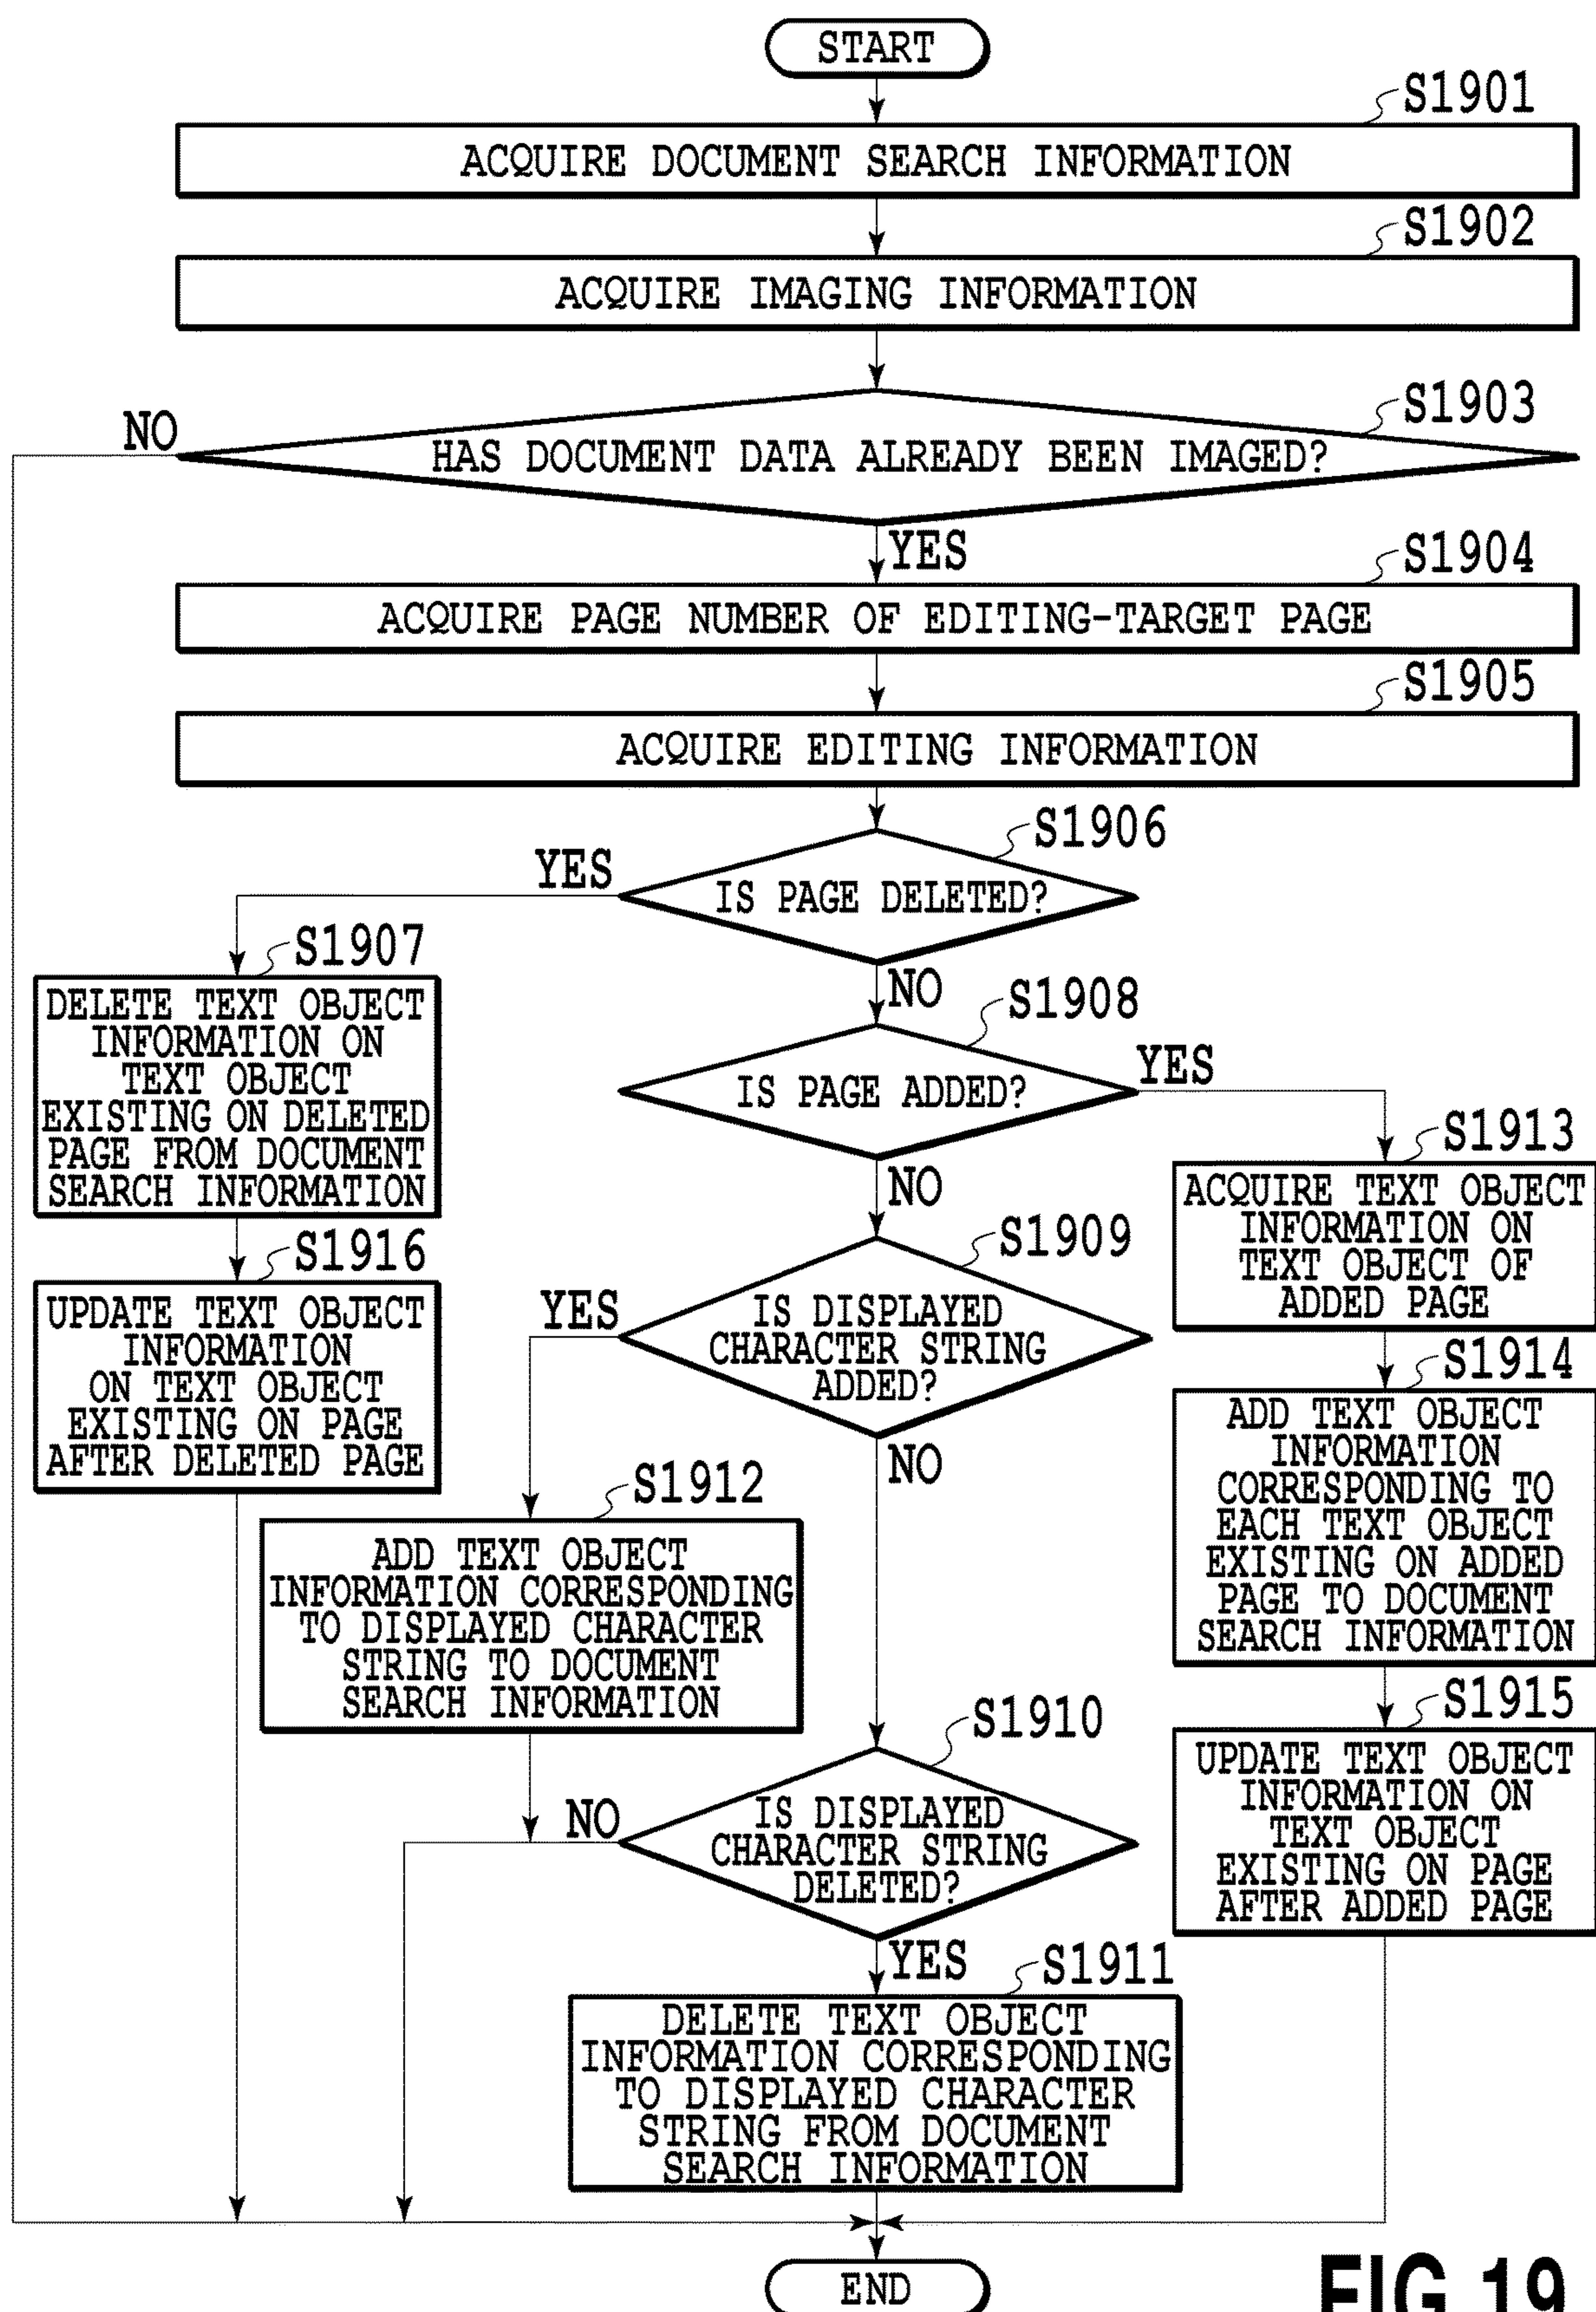 START
S1901
ACQUIRE DOCUMENT SEARCH INFORMATION
S1902
ACQUIRE IMAGING INFORMATION
S1903
NO
HAS DOCUMENT DATA ALREADY BEEN IMAGED?
YES
S1904
ACQUIRE PAGE NUMBER OF EDITING-TARGET PAGE
S1905
ACQUIRE EDITING INFORMATION
S1906
YES
IS PAGE DELETED?
NO
S1907
DELETE TEXT OBJECT
INFORMATION ON
TEXT OBJECT
EXISTING ON DELETED
PAGE FROM DOCUMENT
SEARCH INFORMATION
S1916
UPDATE TEXT OBJECT
INFORMATION
ON TEXT OBJECT
EXISTING ON PAGE
AFTER DELETED PAGE
S1908
YES
IS PAGE ADDED?
NO
S1913
ACQUIRE TEXT OBJECT
INFORMATION ON
TEXT OBJECT OF
ADDED PAGE
S1914
ADD TEXT OBJECT
INFORMATION
CORRESPONDING TO
EACH TEXT OBJECT
EXISTING ON ADDED
PAGE TO DOCUMENT
SEARCH INFORMATION
S1915
UPDATE TEXT OBJECT
INFORMATION ON
TEXT OBJECT
EXISTING ON PAGE
AFTER ADDED PAGE
S1909
YES
IS DISPLAYED
CHARACTER STRING
ADDED?
NO
S1912
ADD TEXT OBJECT
INFORMATION CORRESPONDING
TO DISPLAYED CHARACTER
STRING TO DOCUMENT
SEARCH INFORMATION
S1910
NO
IS DISPLAYED
CHARACTER STRING
DELETED?
YES
S1911
DELETE TEXT OBJECT
INFORMATION CORRESPONDING
TO DISPLAYED CHARACTER
STRING FROM DOCUMENT
SEARCH INFORMATION
END
FIG.19